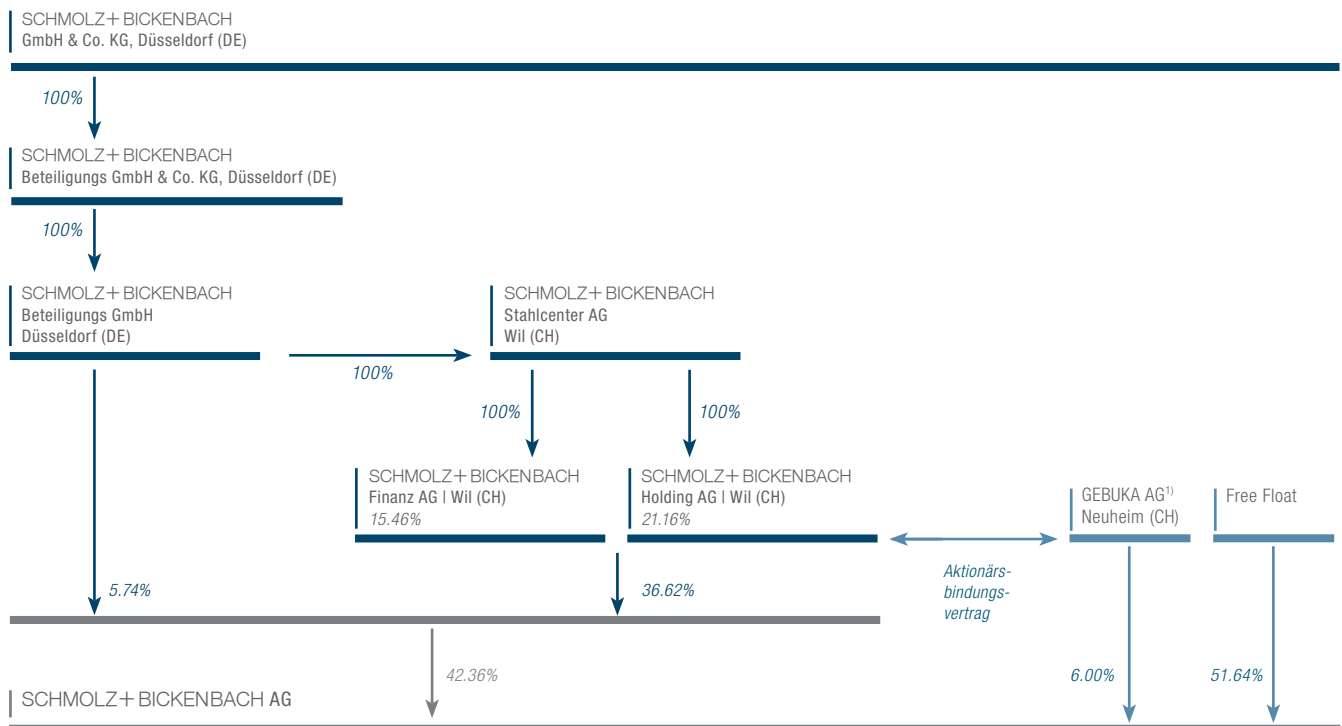 SCHMOLZ+BICKENBACH
GmbH & Co. KG, Düsseldorf (DE)
100%
SCHMOLZ+BICKENBACH
Beteiligungs GmbH & Co. KG, Düsseldorf (DE)
100%
SCHMOLZ+BICKENBACH
Beteiligungs GmbH
Düsseldorf (DE)
SCHMOLZ+BICKENBACH
Stahlcenter AG
Wil (CH)
100%
100%
100%
SCHMOLZ+BICKENBACH
Finanz AG | Wil (CH)
15.46%
SCHMOLZ+BICKENBACH
Holding AG | Wil (CH)
21.16%
GEBUKA AG1)
Neuheim (CH)
Free Float
Aktionärs-
bindungs-
vertrag
5.74%
36.62%
42.36%
6.00%
51.64%
SCHMOLZ+BICKENBACH AG